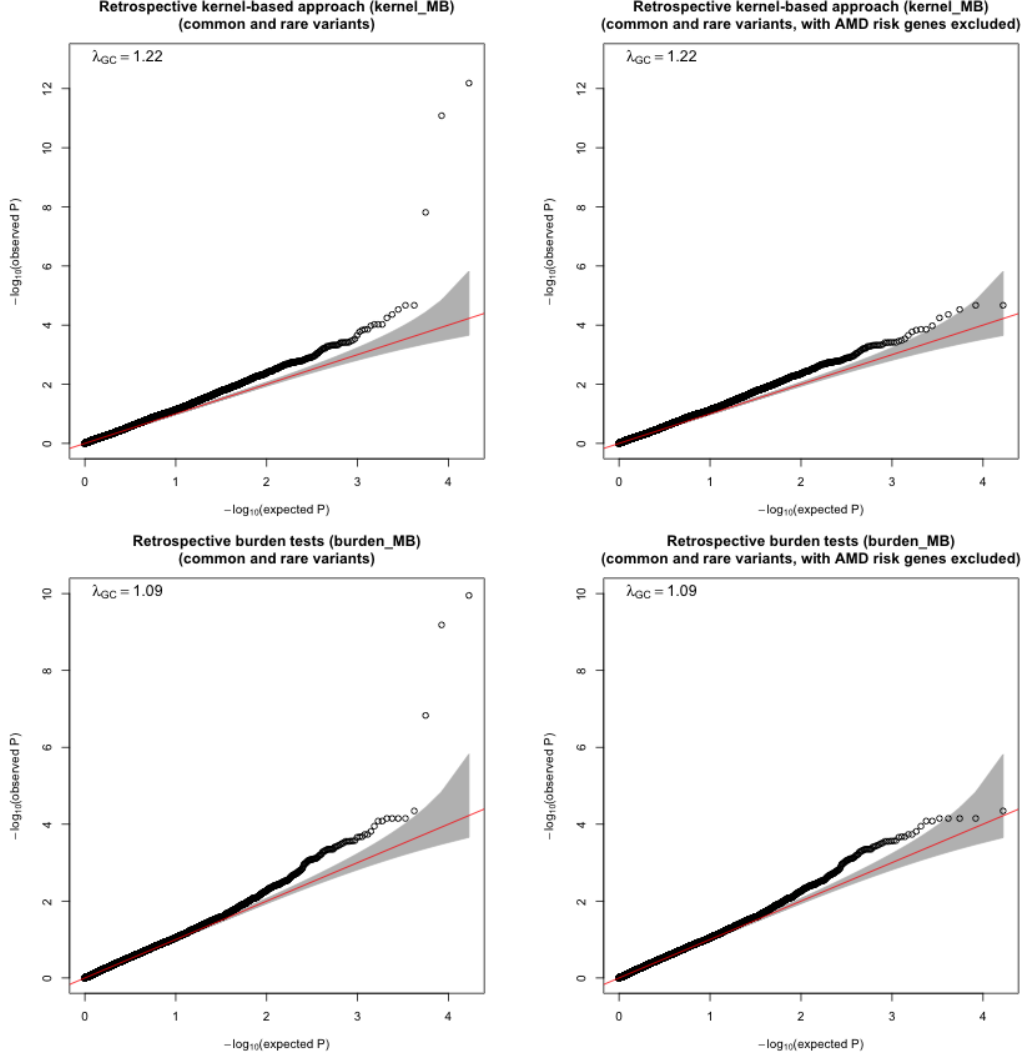 Retrospective kernel-based approach (kernel_MB)
(common and rare variants)
λGC = 1.22
−log10(observed P)
12
10
8
6
4
2
0
0 1 2 3 4
−log10(expected P)
Retrospective kernel-based approach (kernel_MB)
(common and rare variants, with AMD risk genes excluded)
λGC = 1.22
−log10(observed P)
12
10
8
6
4
2
0
0 1 2 3 4
−log10(expected P)
Retrospective burden tests (burden_MB)
(common and rare variants)
λGC = 1.09
−log10(observed P)
10
8
6
4
2
0
0 1 2 3 4
−log10(expected P)
Retrospective burden tests (burden_MB)
(common and rare variants, with AMD risk genes excluded)
λGC = 1.09
−log10(observed P)
10
8
6
4
2
0
0 1 2 3 4
−log10(expected P)